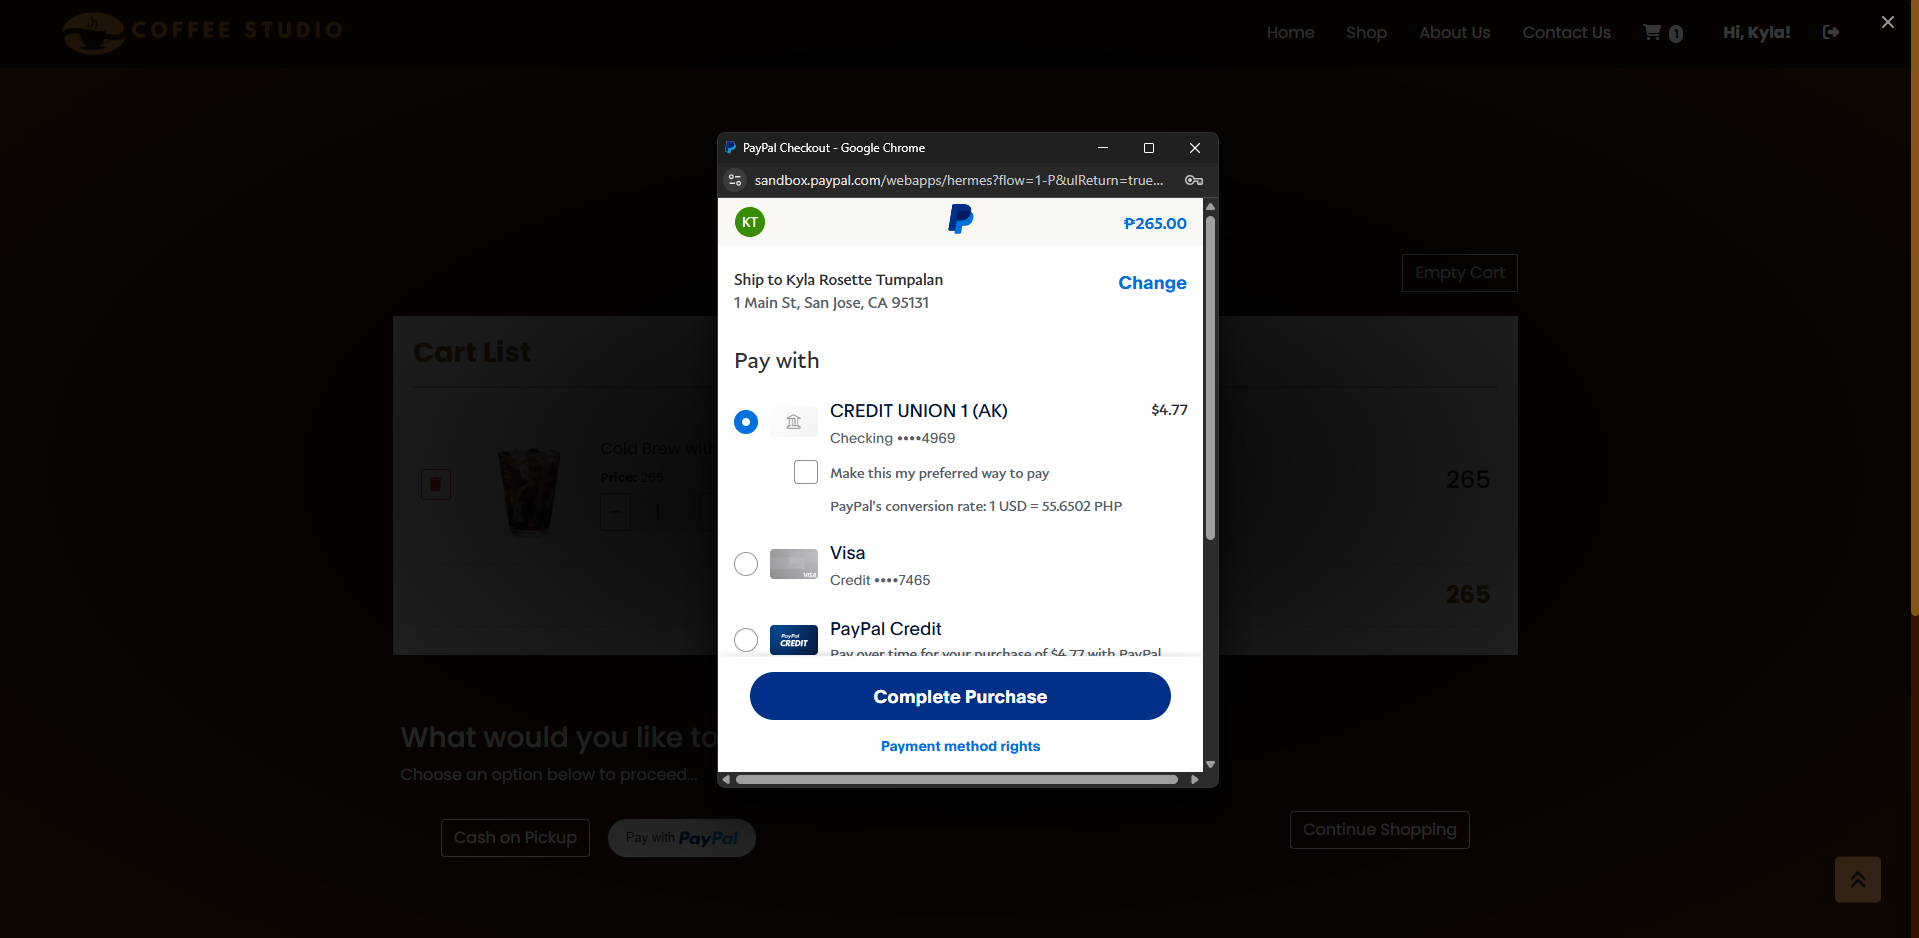 COFFEE STUDIO
Home
Shop
About Us
Contact Us
1
Hi, Kyla!
PayPal Checkout - Google Chrome
sandbox.paypal.com/webapps/hermes?flow=1-P&ulReturn=true...
KT
₱265.00
Ship to Kyla Rosette Tumpalan
Change
1 Main St, San Jose, CA 95131
Pay with
CREDIT UNION 1 (AK)
$4.77
Checking ••••4969
Make this my preferred way to pay
PayPal's conversion rate: 1 USD = 55.6502 PHP
Visa
VISA
Credit ••••7465
PayPal Credit
PayPal CREDIT
Pay over time for your purchase of $4.77 with PayPal
Complete Purchase
Payment method rights
Empty Cart
Cart List
Cold Brew with
Price: 265
1
265
265
What would you like to
Choose an option below to proceed...
Cash on Pickup
Pay with PayPal
Continue Shopping